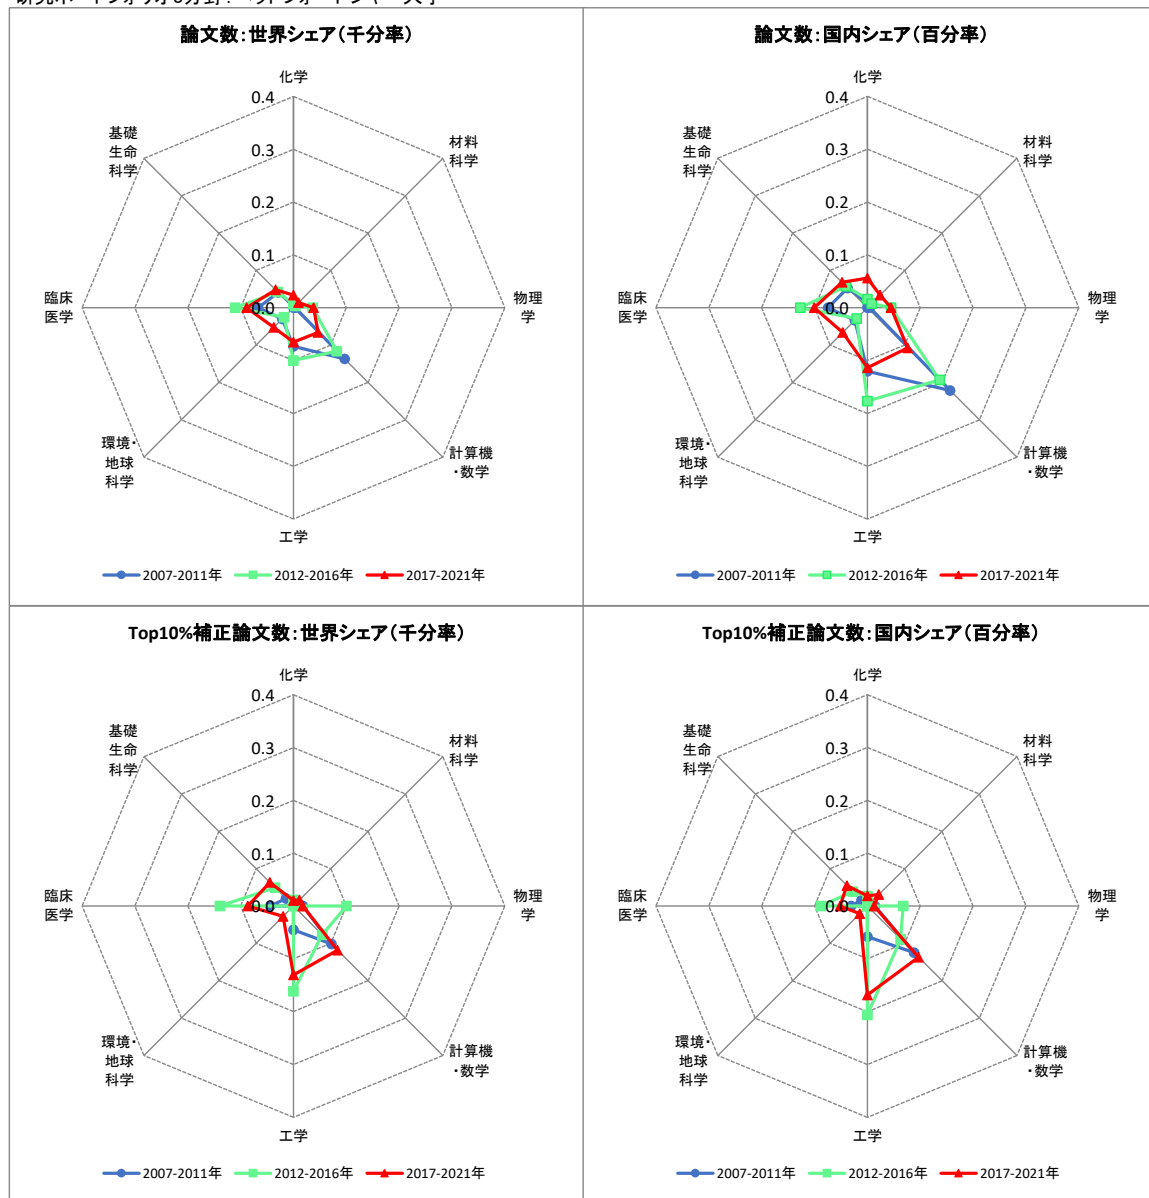 論文数：世界シェア（千分率）
化学
0.4
0.3
0.2
0.1
0.0
材料
科学
物理
学
計算機
・数学
工学
環境・
地球
科学
臨床
医学
基礎
生命
科学
2007-2011年
2012-2016年
2017-2021年
論文数：国内シェア（百分率）
化学
0.4
0.3
0.2
0.1
0.0
材料
科学
物理
学
計算機
・数学
工学
環境・
地球
科学
臨床
医学
基礎
生命
科学
2007-2011年
2012-2016年
2017-2021年
Top10%補正論文数：世界シェア（千分率）
化学
0.4
0.3
0.2
0.1
0.0
材料
科学
物理
学
計算機
・数学
工学
環境・
地球
科学
臨床
医学
基礎
生命
科学
2007-2011年
2012-2016年
2017-2021年
Top10%補正論文数：国内シェア（百分率）
化学
0.4
0.3
0.2
0.1
0.0
材料
科学
物理
学
計算機
・数学
工学
環境・
地球
科学
臨床
医学
基礎
生命
科学
2007-2011年
2012-2016年
2017-2021年